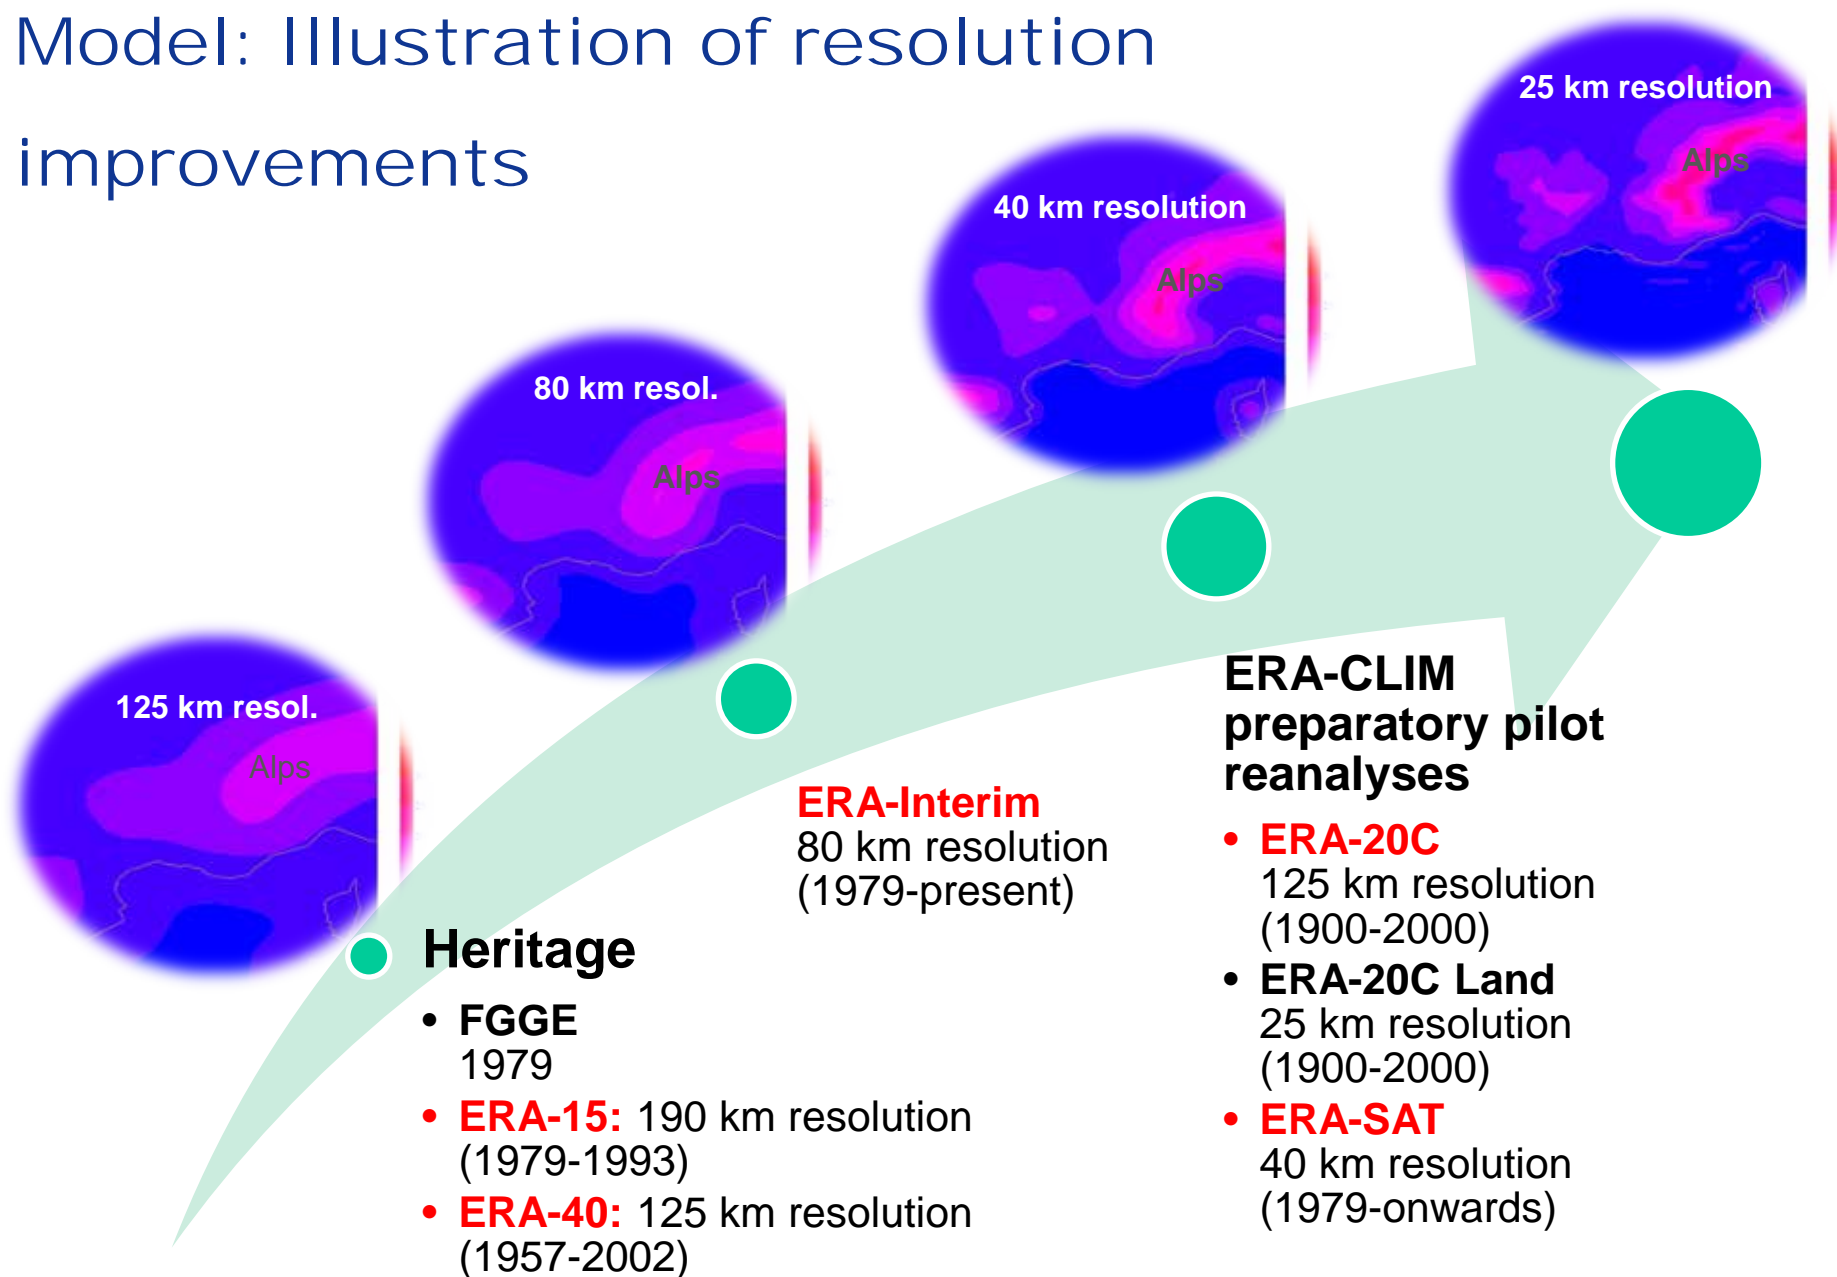 Model: Illustration of resolution
improvements
25 km resolution
Alps
40 km resolution
Alps
80 km resol.
Alps
125 km resol.
Alps
Heritage
• FGGE
1979
• ERA-15: 190 km resolution
(1979-1993)
• ERA-40: 125 km resolution
(1957-2002)
ERA-Interim
80 km resolution
(1979-present)
ERA-CLIM
preparatory pilot
reanalyses
• ERA-20C
125 km resolution
(1900-2000)
• ERA-20C Land
25 km resolution
(1900-2000)
• ERA-SAT
40 km resolution
(1979-onwards)